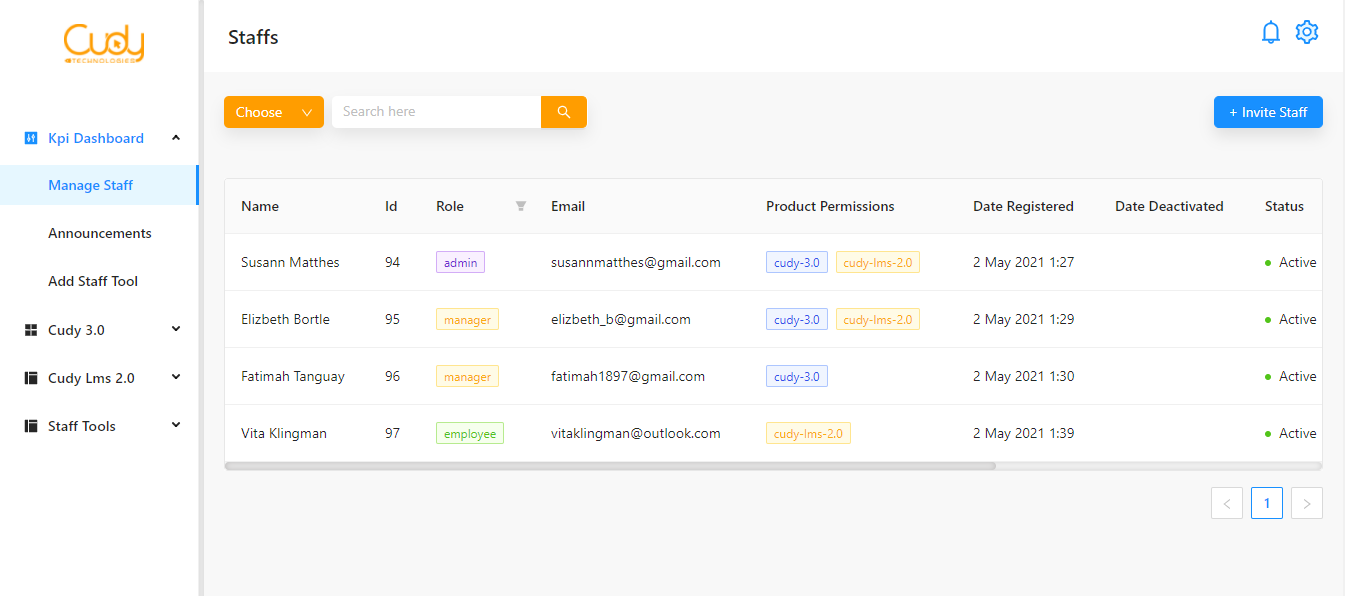 Cudy
TECHNOLOGIES
Staffs
Choose
Search here
+ Invite Staff
Kpi Dashboard
Manage Staff
Announcements
Add Staff Tool
Cudy 3.0
Cudy Lms 2.0
Staff Tools
Name Id Role Email Product Permissions Date Registered Date Deactivated Status
Susann Matthes 94 admin susannmatthes@gmail.com cudy-3.0 cudy-lms-2.0 2 May 2021 1:27 Active
Elizbeth Bortle 95 manager elizbeth_b@gmail.com cudy-3.0 cudy-lms-2.0 2 May 2021 1:29 Active
Fatimah Tanguay 96 manager fatimah1897@gmail.com cudy-3.0 2 May 2021 1:30 Active
Vita Klingman 97 employee vitaklingman@outlook.com cudy-lms-2.0 2 May 2021 1:39 Active
< 1 >